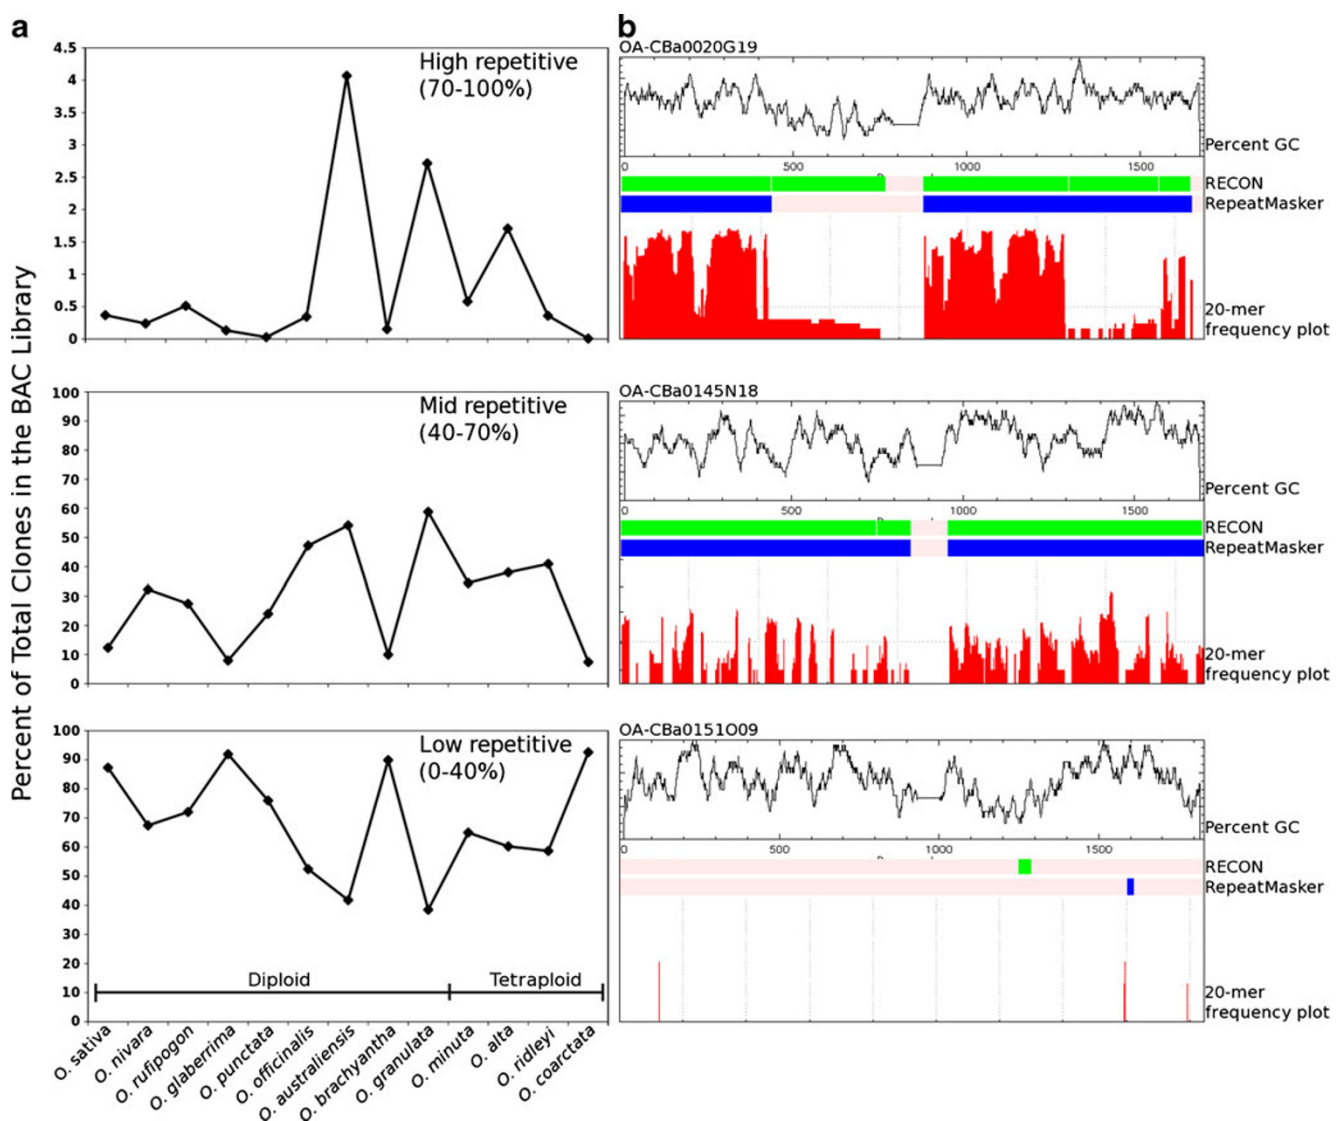 a
b
Percent of Total Clones in the BAC Library
High repetitive
(70-100%)
4.5
4
3.5
3
2.5
2
1.5
1
0.5
0
Mid repetitive
(40-70%)
100
90
80
70
60
50
40
30
20
10
0
Low repetitive
(0-40%)
100
90
80
70
60
50
40
30
20
10
0
Diploid
Tetraploid
O. sativa
O. nivara
O. rufipogon
O. glaberrima
O. punctata
O. officinalis
O. australiensis
O. brachyantha
O. granulata
O. minuta
O. alta
O. ridleyi
O. coarctata
OA-CBa0020G19
Percent GC
0 500 1000 1500
RECON
RepeatMasker
20-mer
frequency plot
OA-CBa0145N18
Percent GC
0 500 1000 1500
RECON
RepeatMasker
20-mer
frequency plot
OA-CBa0151O09
Percent GC
0 500 1000 1500
RECON
RepeatMasker
20-mer
frequency plot